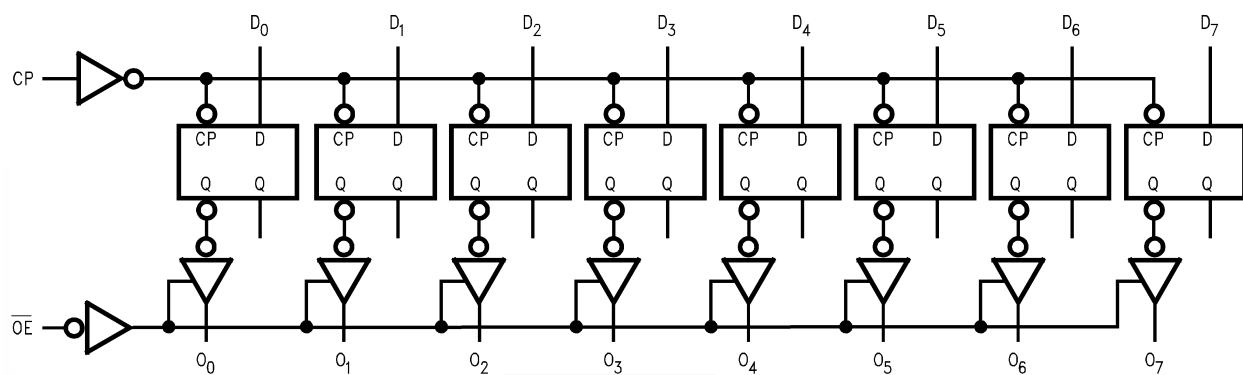 D₀ D₁ D₂ D₃ D₄ D₅ D₆ D₇
CP
CP D CP D CP D CP D CP D CP D CP D CP D
Q Q Q Q Q Q Q Q Q Q Q Q Q Q Q Q
O̅E̅
O₀ O₁ O₂ O₃ O₄ O₅ O₆ O₇